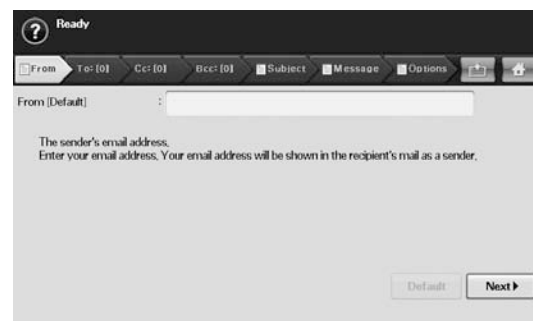 ? Ready
From To: [0] Cc: [0] Bcc: [0] Subject Message Options
From [Default] :
The sender's email address,
Enter your email address, Your email address will be shown in the recipient's mail as a sender,
Default Next